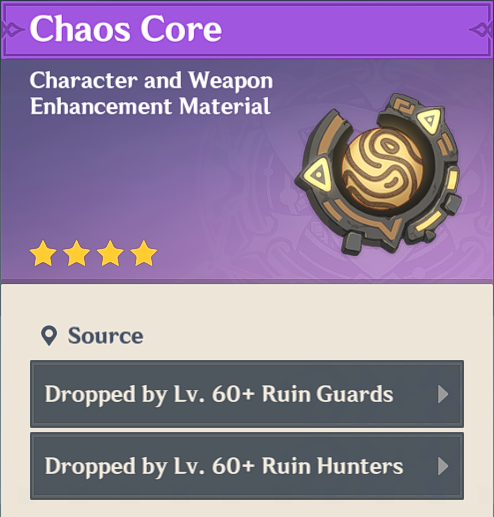 Chaos Core
Character and Weapon
Enhancement Material
Source
Dropped by Lv. 60+ Ruin Guards
Dropped by Lv. 60+ Ruin Hunters